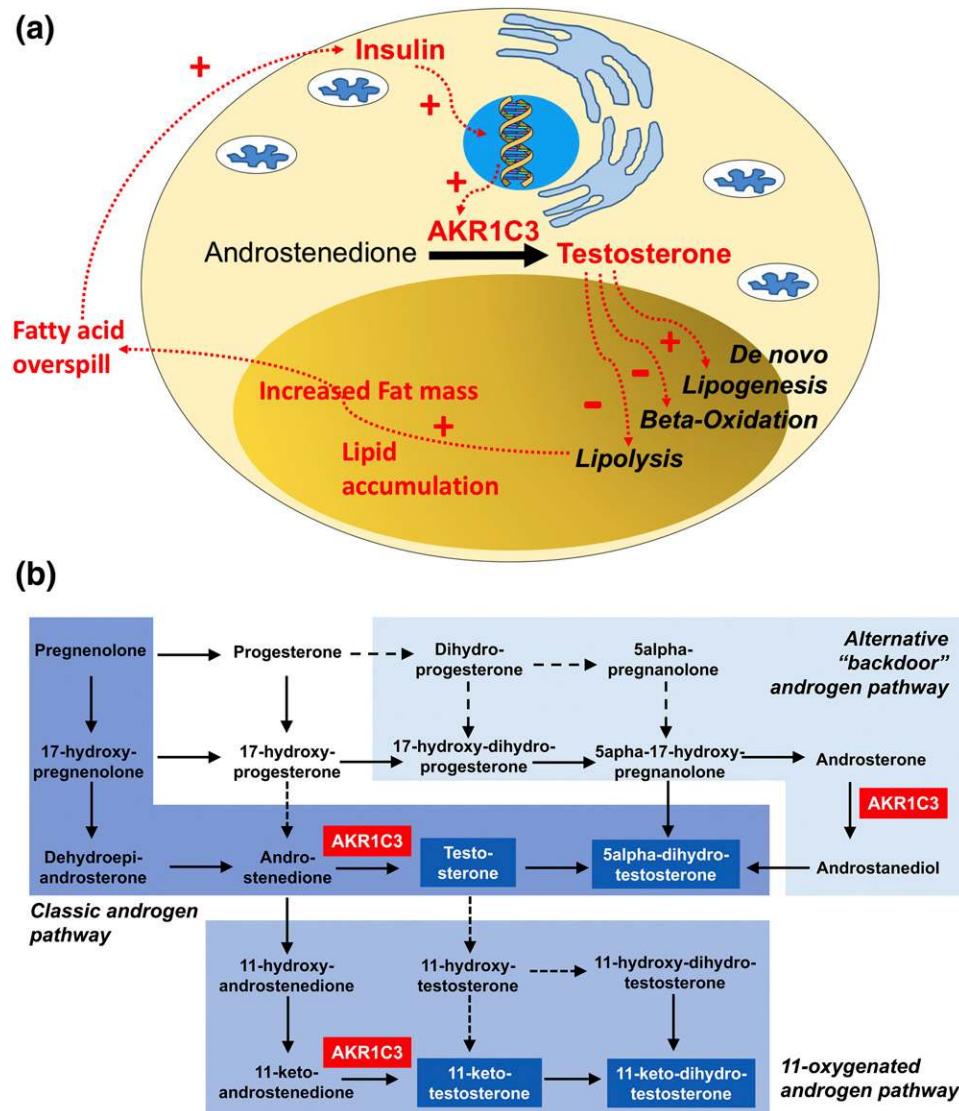 (a)
Insulin
+
+
+
AKR1C3
Androstenedione
Testosterone
Fatty acid
overspill
+
De novo
Lipogenesis
-
Beta-Oxidation
-
Lipolysis
Increased Fat mass
+
Lipid
accumulation
(b)
Pregnenolone
Progesterone
Dihydro-
progesterone
5alpha-
pregnanolone
Alternative
"backdoor"
androgen pathway
17-hydroxy-
pregnenolone
17-hydroxy-
progesterone
17-hydroxy-dihydro-
progesterone
5apha-17-hydroxy-
pregnanolone
Androsterone
AKR1C3
Dehydroepi-
androsterone
Andro-
stenedione
AKR1C3
Testo-
sterone
5alpha-dihydro-
testosterone
Androstanediol
Classic androgen
pathway
11-hydroxy-
androstenedione
11-hydroxy-
testosterone
11-hydroxy-dihydro-
testosterone
11-keto-
androstenedione
AKR1C3
11-keto-
testosterone
11-keto-dihydro-
testosterone
11-oxygenated
androgen pathway